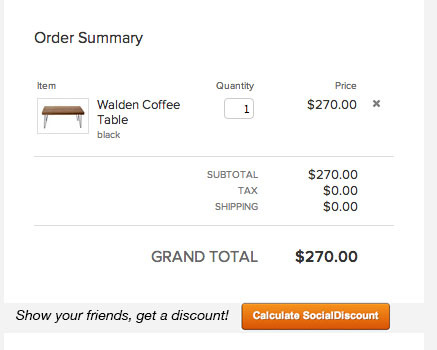 Order Summary
Item Quantity Price
Walden Coffee Table 1 $270.00 ×
black
SUBTOTAL $270.00
TAX $0.00
SHIPPING $0.00
GRAND TOTAL $270.00
Show your friends, get a discount! Calculate SocialDiscount